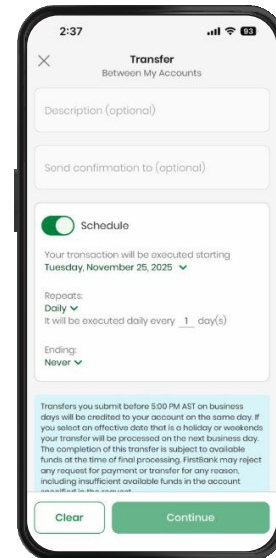 2:37
93
Transfer
Between My Accounts
Description (optional)
Send confirmation to (optional)
Schedule
Your transaction will be executed starting
Tuesday, November 25, 2025
Repeats:
Daily
It will be executed daily every 1 day(s)
Ending:
Never
Transfers you submit before 5:00 PM AST on business
days will be credited to your account on the same day. If
you select an effective date that is a holiday or weekends
your transfer will be processed on the next business day.
The completion of this transfer is subject to available
funds at the time of final processing. FirstBank may reject
any request for payment or transfer for any reason,
including insufficient available funds in the account
specified in the request.
Clear
Continue